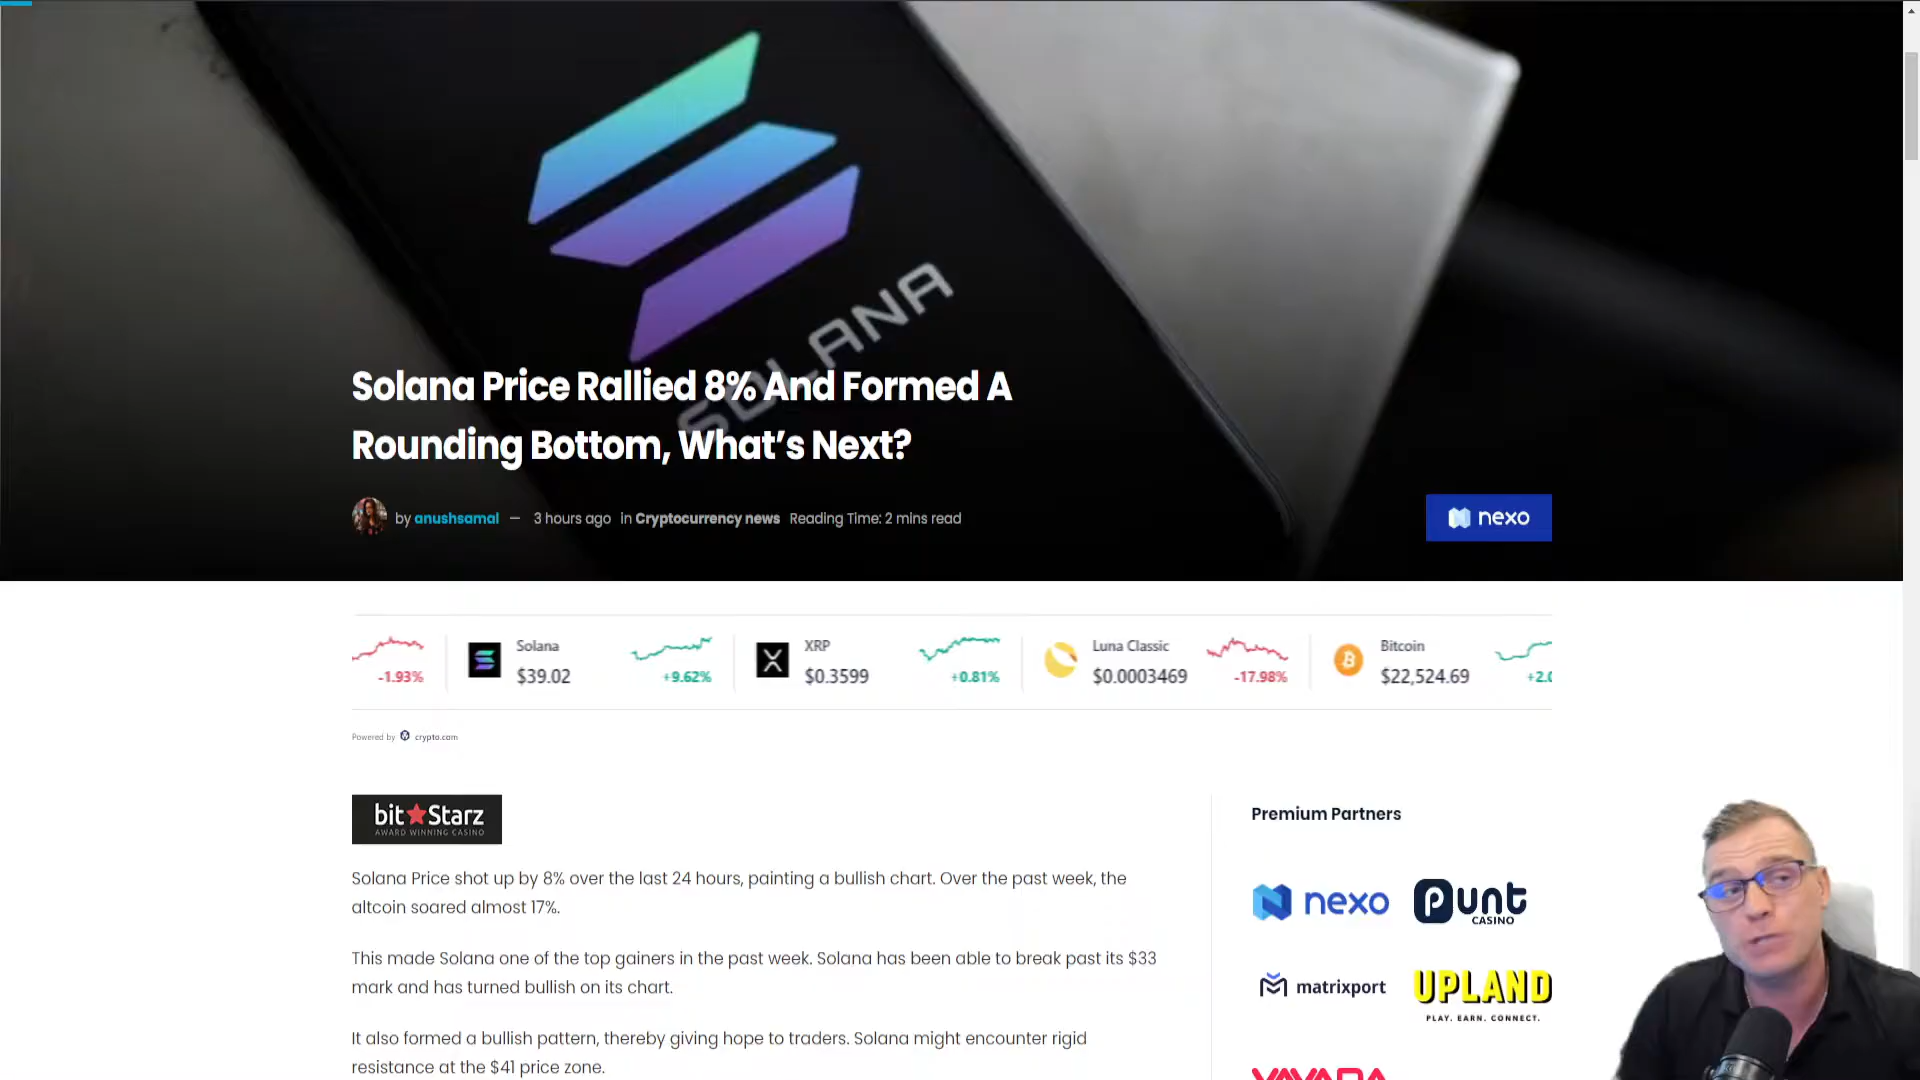 SOLANA
Solana Price Rallied 8% And Formed A
Rounding Bottom, What’s Next?
by anushsamal — 3 hours ago in Cryptocurrency news Reading Time: 2 mins read
nexo
-1.93%
Solana
$39.02
+9.62%
XRP
$0.3599
+0.81%
Luna Classic
$0.0003469
-17.98%
Bitcoin
$22,524.69
+2.0
Powered by crypto.com
bitStarz
AWARD WINNING CASINO
Solana Price shot up by 8% over the last 24 hours, painting a bullish chart. Over the past week, the
altcoin soared almost 17%.
This made Solana one of the top gainers in the past week. Solana has been able to break past its $33
mark and has turned bullish on its chart.
It also formed a bullish pattern, thereby giving hope to traders. Solana might encounter rigid
resistance at the $41 price zone.
Premium Partners
nexo
Punt
CASINO
matrixport
UPLAND
PLAY. EARN. CONNECT.